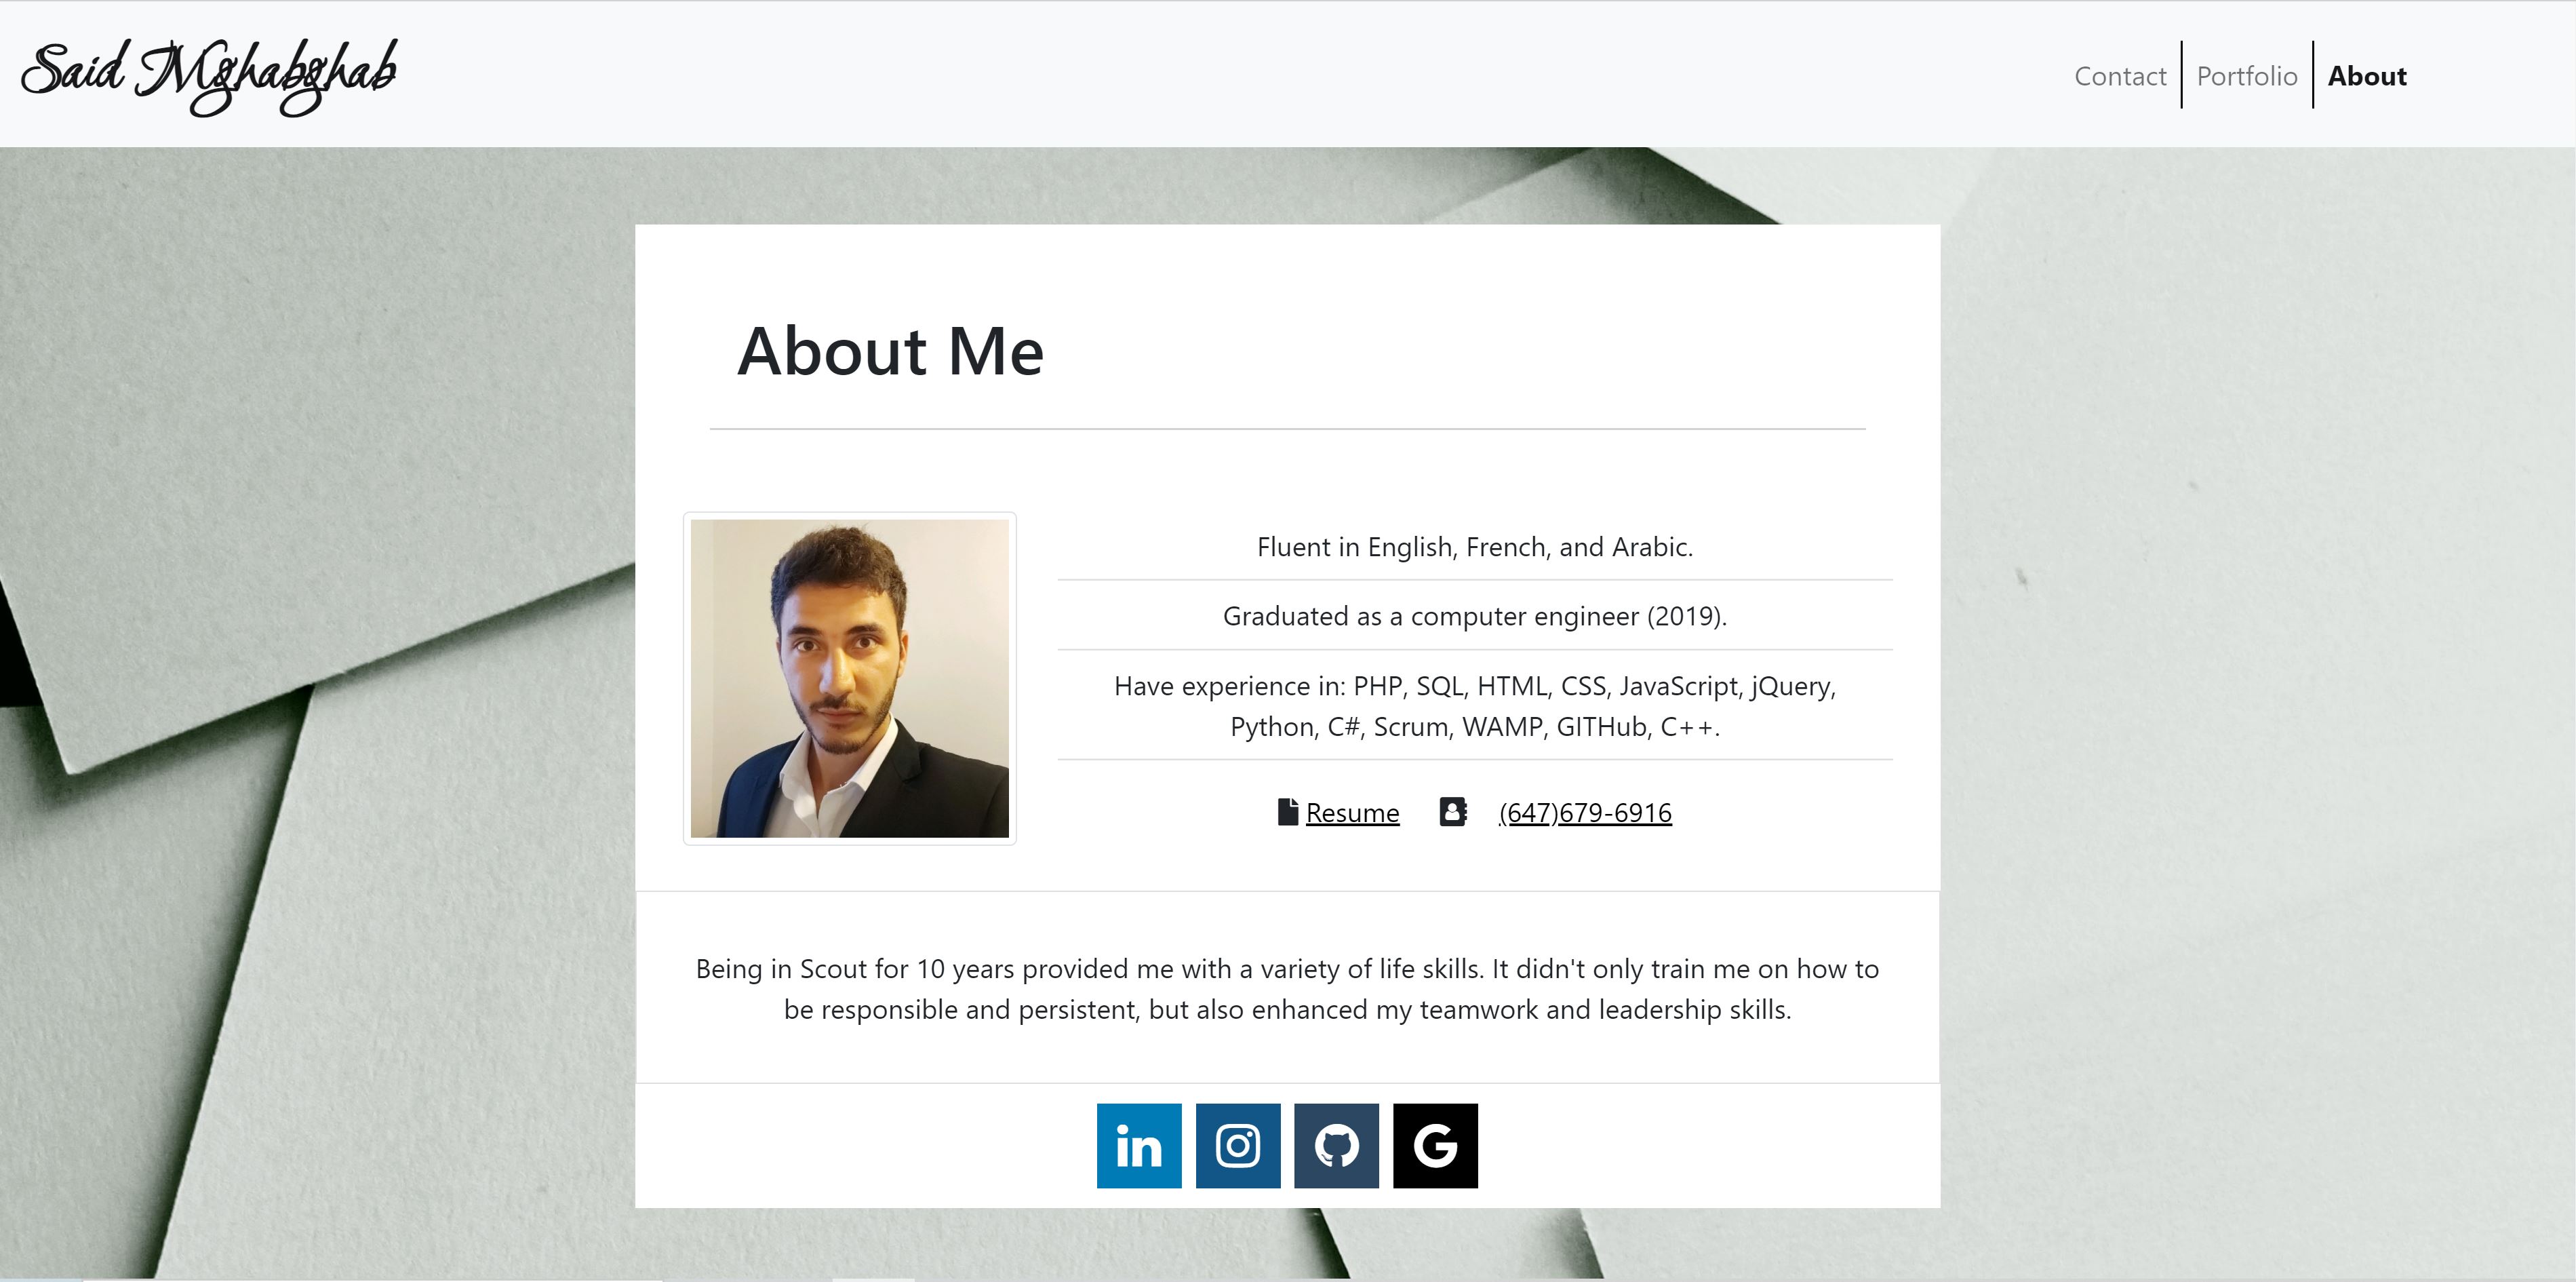 Said Mghabghab
Contact
Portfolio
About
About Me
Fluent in English, French, and Arabic.
Graduated as a computer engineer (2019).
Have experience in: PHP, SQL, HTML, CSS, JavaScript, jQuery,
Python, C#, Scrum, WAMP, GITHub, C++.
Resume (647)679-6916
Being in Scout for 10 years provided me with a variety of life skills. It didn't only train me on how to
be responsible and persistent, but also enhanced my teamwork and leadership skills.
in G